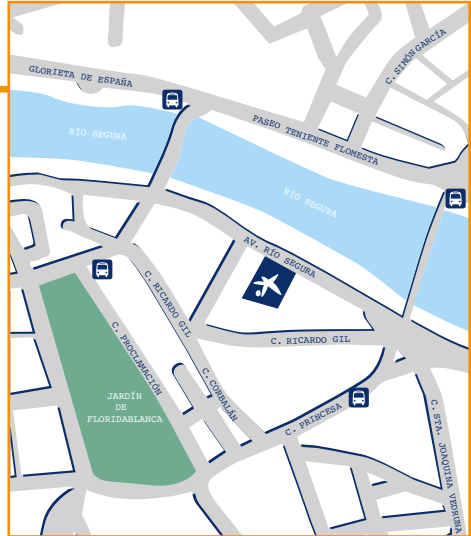 C. SIMÓN GARCÍA
GLORIETA DE ESPAÑA
PASEO TENIENTE FLOMESTA
RÍO SEGURA
RÍO SEGURA
AV. RÍO SEGURA
C. RICARDO GIL
C. RICARDO GIL
C. PROCLAMACIÓN
C. CORBALÁN
JARDÍN
DE
FLORIDABLANCA
C. PRINCESA
C. STA. JOAQUINA VEDRUNA